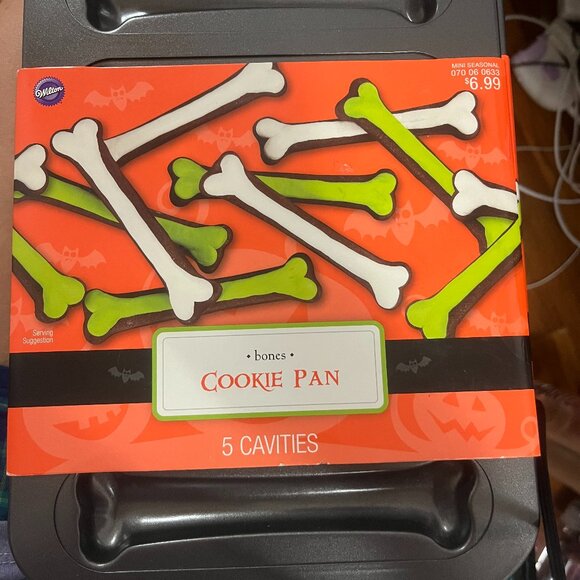 Wilton
MINI SEASONAL
070 06 0633
$6.99
Serving
Suggestion
• bones •
COOKIE PAN
5 CAVITIES